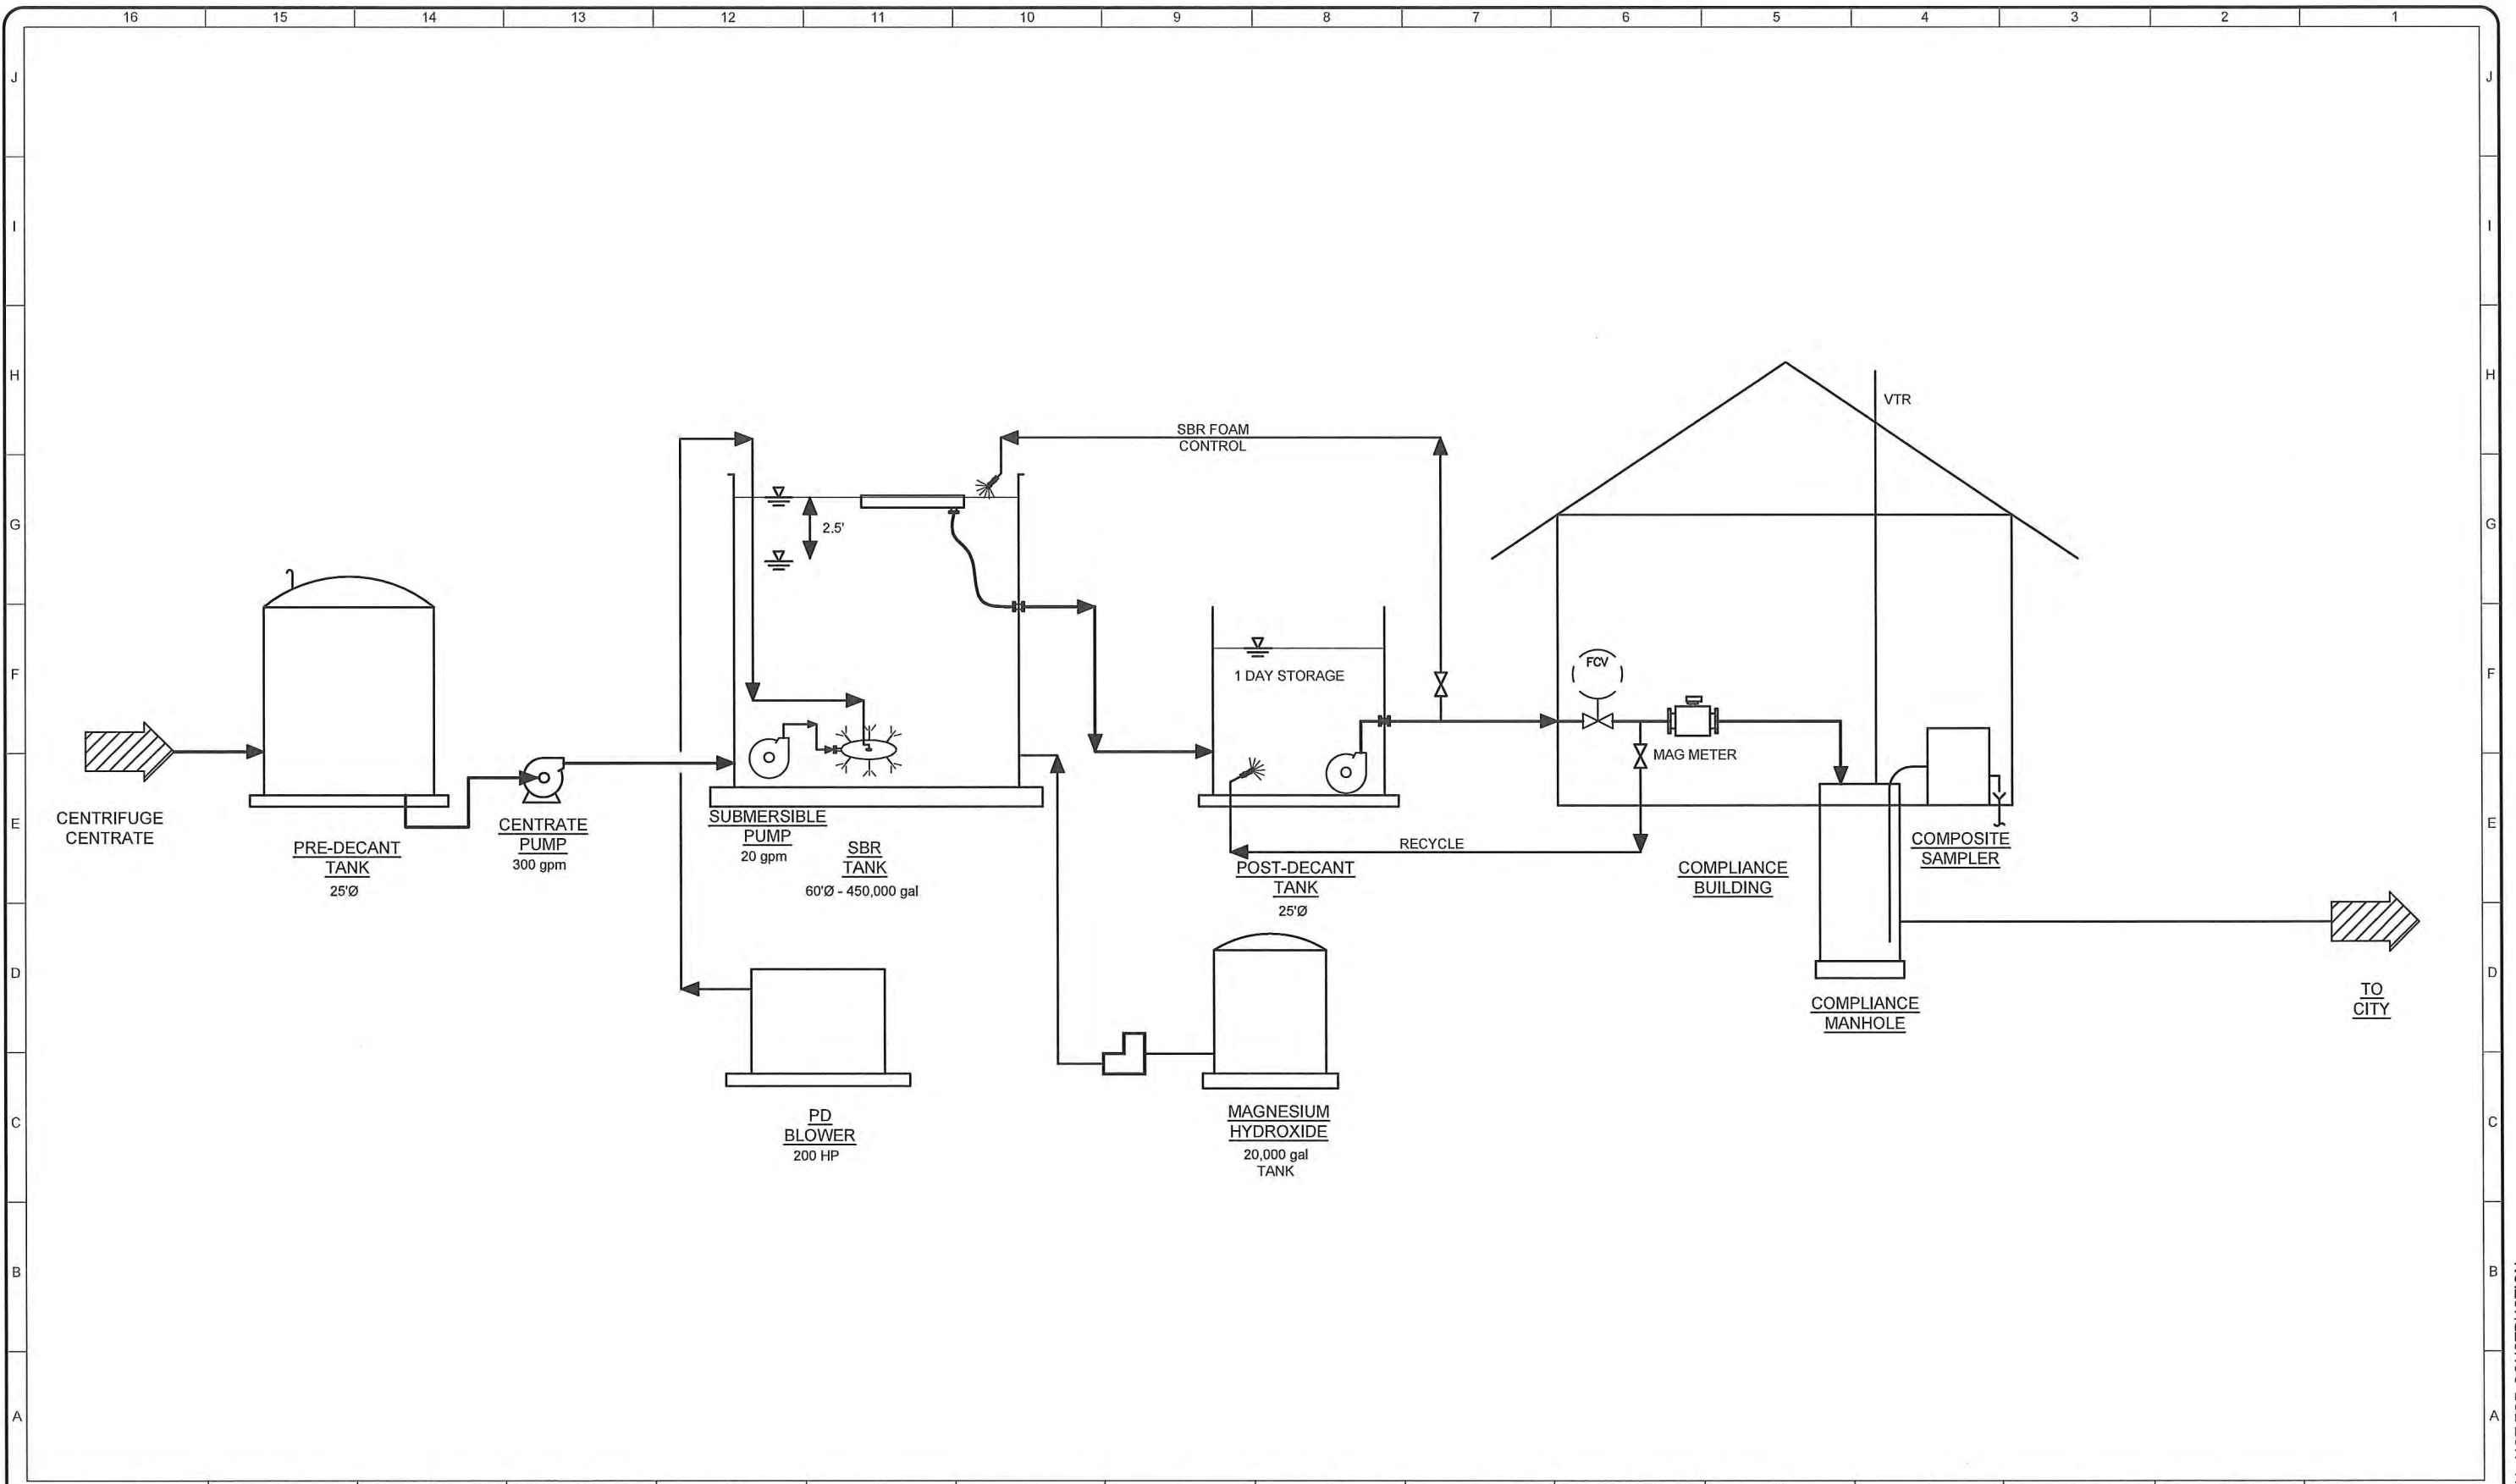 16 15 14 13 12 11 10 9 8 7 6 5 4 3 2 1
J
J
I
I
H
H
VTR
SBR FOAM
CONTROL
G
G
2.5'
F
F
1 DAY STORAGE
FCV
MAG METER
E
E
CENTRIFUGE
CENTRATE
PRE-DECANT
TANK
25'Ø
CENTRATE
PUMP
300 gpm
SUBMERSIBLE
PUMP
20 gpm
SBR
TANK
60'Ø - 450,000 gal
RECYCLE
POST-DECANT
TANK
25'Ø
COMPLIANCE
BUILDING
COMPOSITE
SAMPLER
D
D
COMPLIANCE
MANHOLE
TO
CITY
C
C
PD
BLOWER
200 HP
MAGNESIUM
HYDROXIDE
20,000 gal
TANK
B
B
A
A